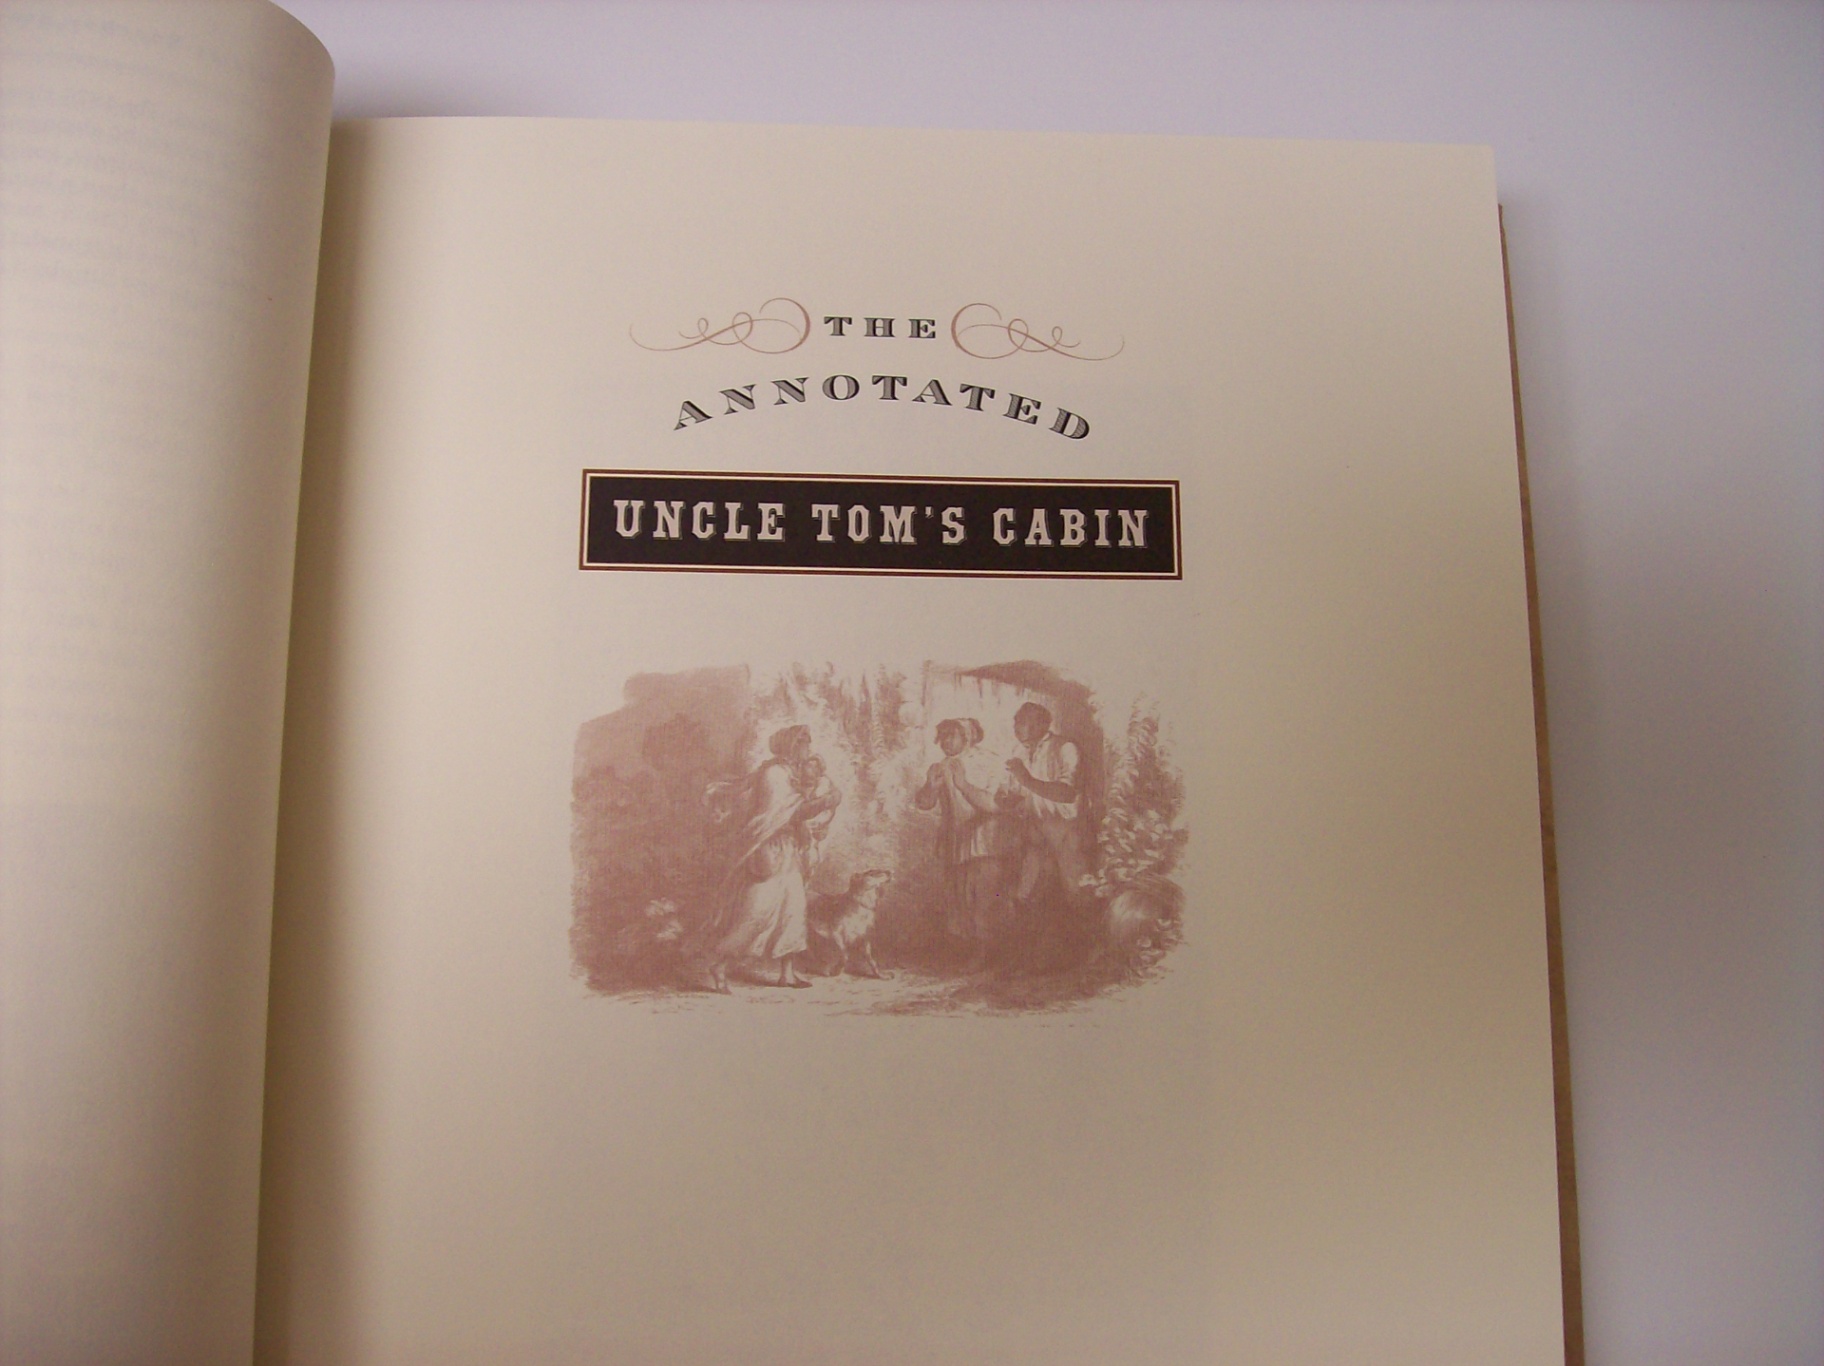 THE
ANNOTATED
UNCLE TOM'S CABIN